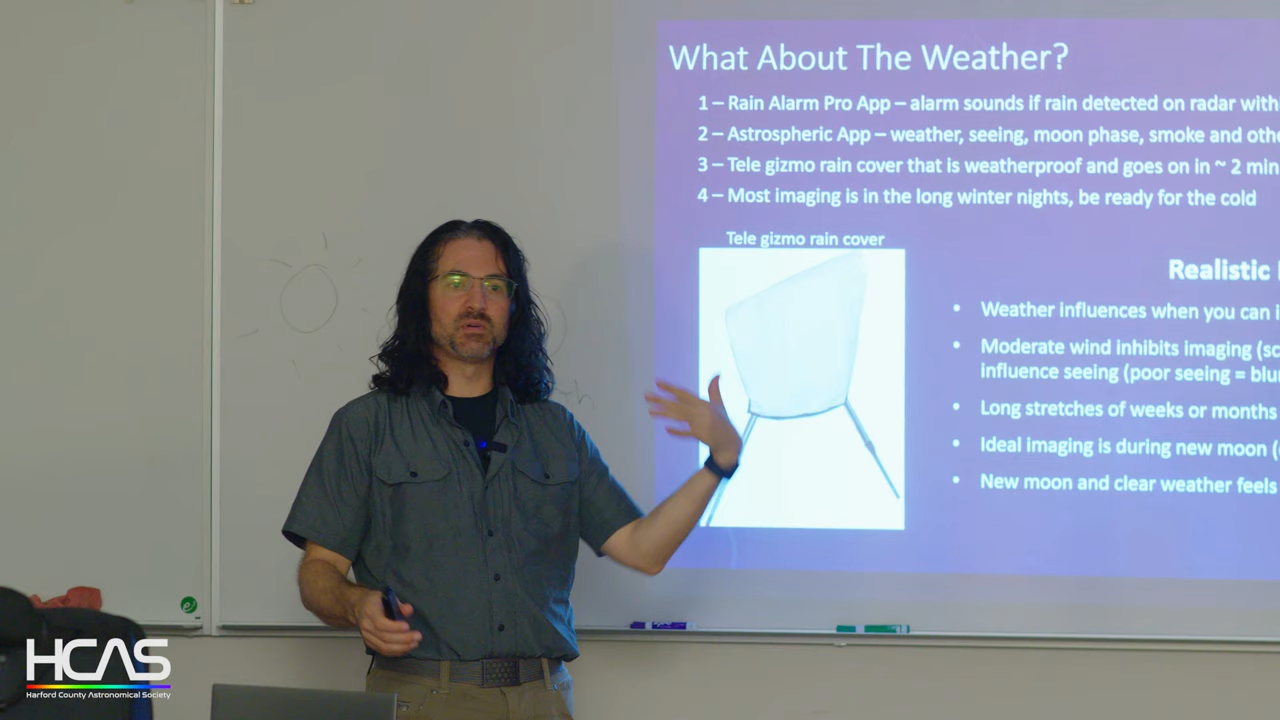 What About The Weather?
1 – Rain Alarm Pro App – alarm sounds if rain detected on radar with
2 – Astrospheric App – weather, seeing, moon phase, smoke and othe
3 – Tele gizmo rain cover that is weatherproof and goes on in ~ 2 min
4 – Most imaging is in the long winter nights, be ready for the cold
Tele gizmo rain cover
Realistic
• Weather influences when you can i
• Moderate wind inhibits imaging (sc
influence seeing (poor seeing = blur
• Long stretches of weeks or months
• Ideal imaging is during new moon (
• New moon and clear weather feels
HCAS
Harford County Astronomical Society